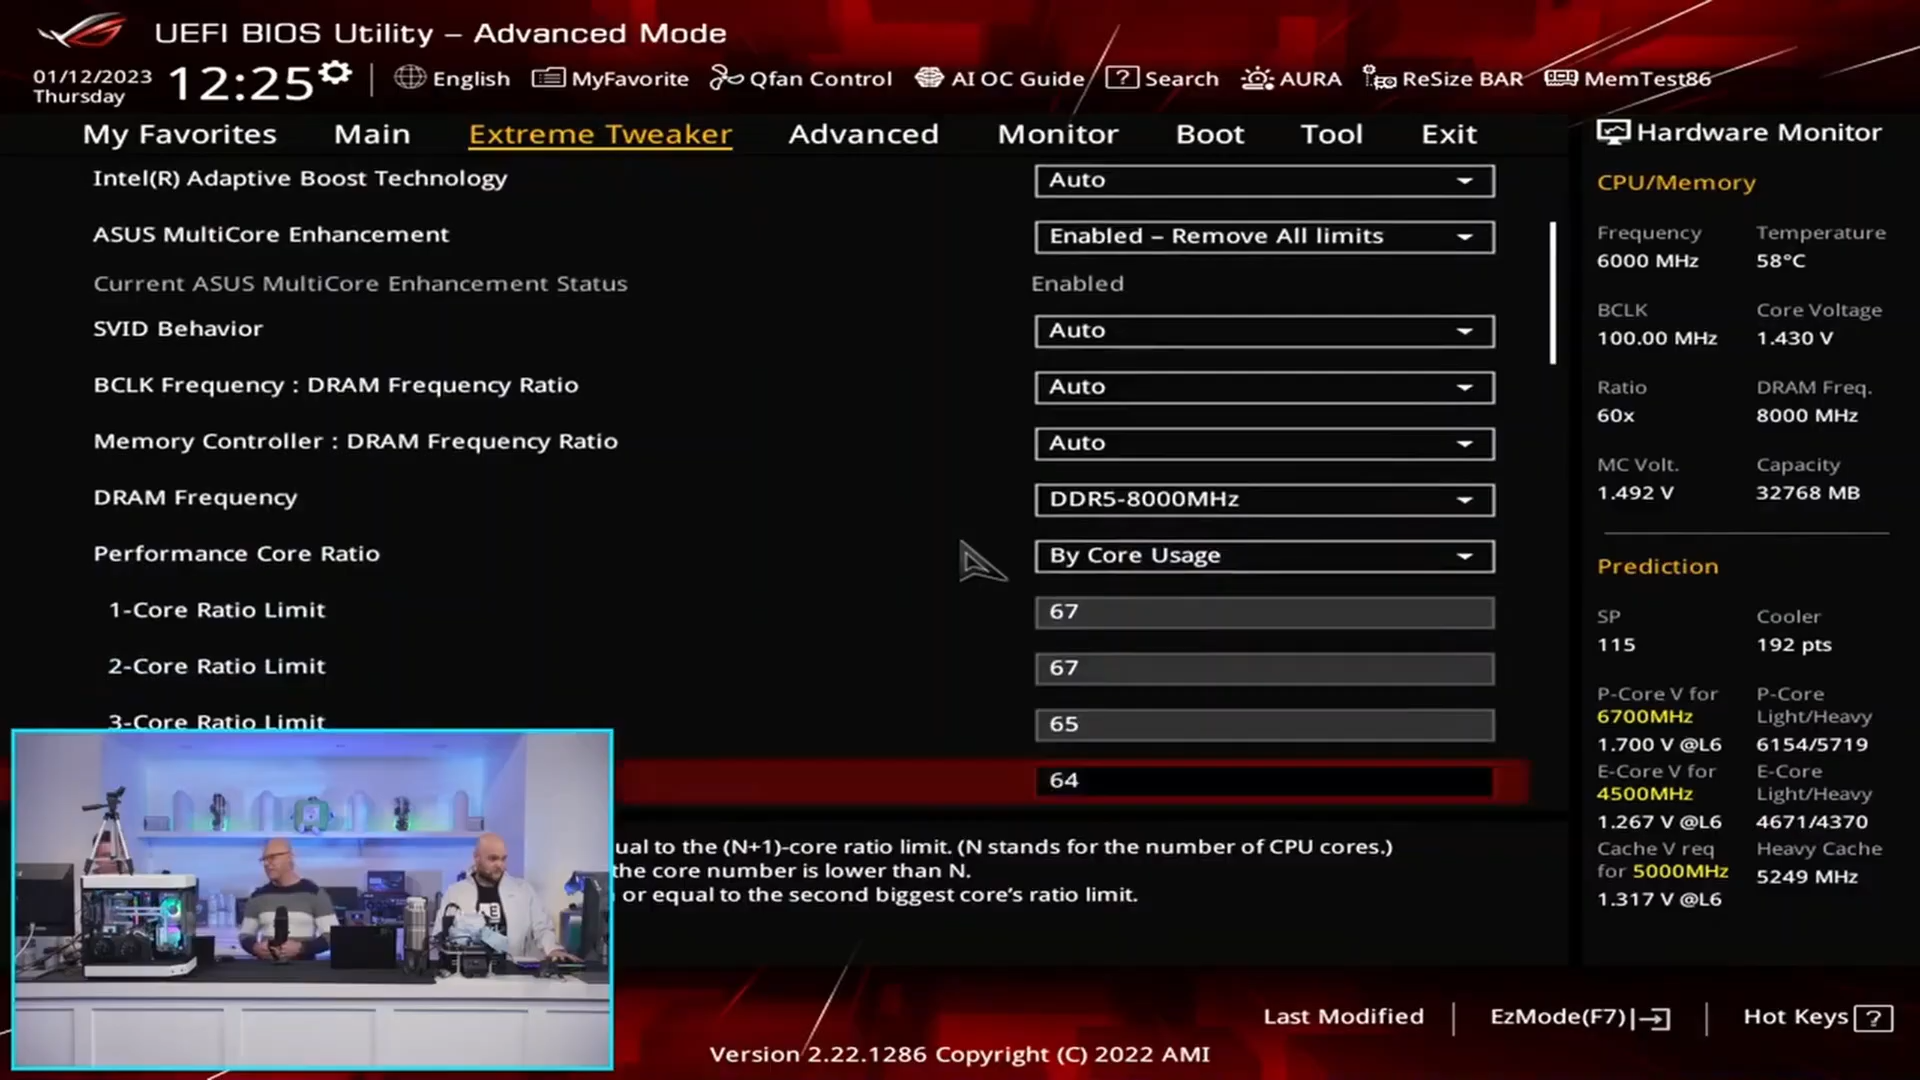 UEFI BIOS Utility – Advanced Mode
01/12/2023
Thursday
12:25
English
MyFavorite
Qfan Control
AI OC Guide
? Search
AURA
ReSize BAR
MemTest86
My Favorites
Main
Extreme Tweaker
Advanced
Monitor
Boot
Tool
Exit
Intel(R) Adaptive Boost Technology
Auto
ASUS MultiCore Enhancement
Enabled – Remove All limits
Current ASUS MultiCore Enhancement Status
Enabled
SVID Behavior
Auto
BCLK Frequency : DRAM Frequency Ratio
Auto
Memory Controller : DRAM Frequency Ratio
Auto
DRAM Frequency
DDR5-8000MHz
Performance Core Ratio
By Core Usage
1-Core Ratio Limit
67
2-Core Ratio Limit
67
3-Core Ratio Limit
65
64
ual to the (N+1)-core ratio limit. (N stands for the number of CPU cores.)
the core number is lower than N.
or equal to the second biggest core's ratio limit.
Hardware Monitor
CPU/Memory
Frequency
6000 MHz
Temperature
58°C
BCLK
100.00 MHz
Core Voltage
1.430 V
Ratio
60x
DRAM Freq.
8000 MHz
MC Volt.
1.492 V
Capacity
32768 MB
Prediction
SP
115
Cooler
192 pts
P-Core V for
6700MHz
1.700 V @L6
P-Core
Light/Heavy
6154/5719
E-Core V for
4500MHz
1.267 V @L6
E-Core
Light/Heavy
4671/4370
Cache V req
for 5000MHz
1.317 V @L6
Heavy Cache
5249 MHz
Last Modified
EzMode(F7)
Hot Keys ?
Version 2.22.1286 Copyright (C) 2022 AMI